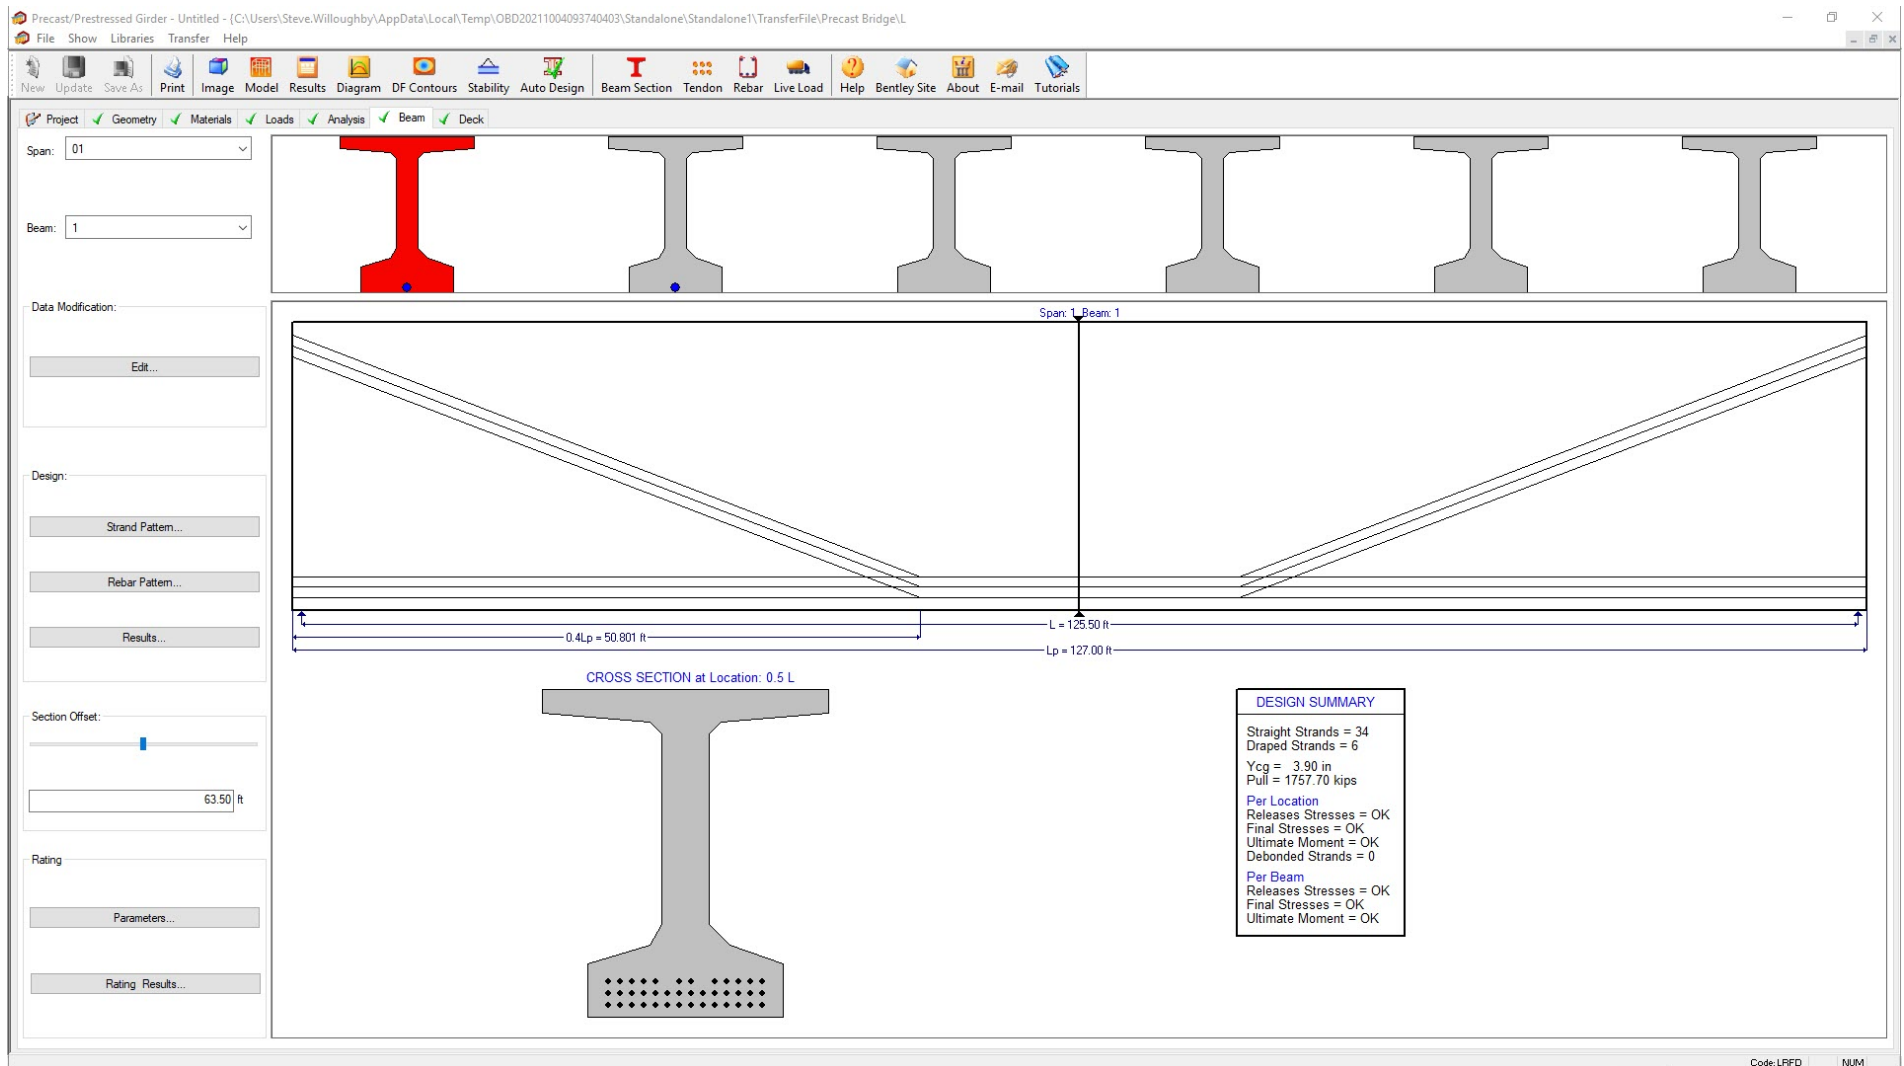 Precast/Prestressed Girder - Untitled - {C:\Users\Steve.Willoughby\AppData\Local\Temp\OBD20211004093740403\Standalone\Standalone1\TransferFile\Precast Bridge\L
File Show Libraries Transfer Help
New Update Save As Print Image Model Results Diagram DF Contours Stability Auto Design Beam Section Tendon Rebar Live Load Help Bentley Site About E-mail Tutorials
Project Geometry Materials Loads Analysis Beam Deck
Span: 01
Beam: 1
Data Modification:
Edit...
Design:
Strand Pattern...
Rebar Pattern...
Results...
Section Offset:
63.50 ft
Rating
Parameters...
Rating Results...
Span: 1, Beam: 1
L = 125.50 ft
0.4Lp = 50.801 ft
Lp = 127.00 ft
CROSS SECTION at Location: 0.5 L
DESIGN SUMMARY
Straight Strands = 34
Draped Strands = 6
Ycg = 3.90 in
Pull = 1757.70 kips
Per Location
Releases Stresses = OK
Final Stresses = OK
Ultimate Moment = OK
Debonded Strands = 0
Per Beam
Releases Stresses = OK
Final Stresses = OK
Ultimate Moment = OK
Code: LRFD NUM